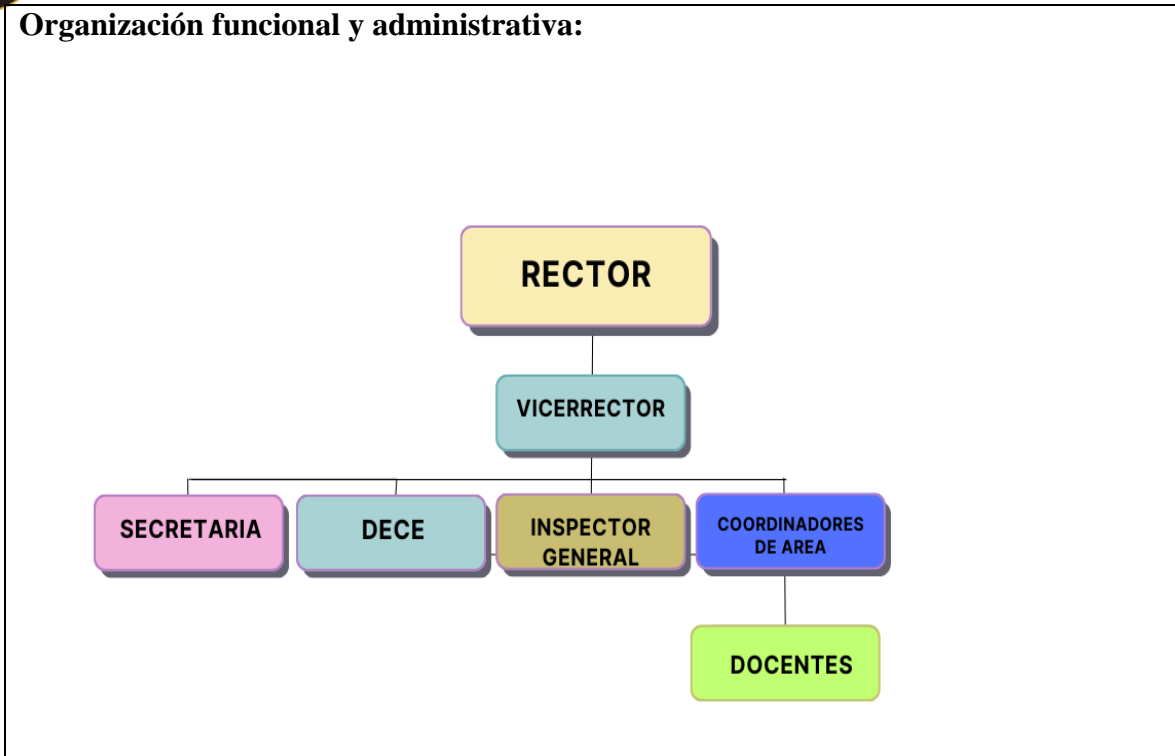 Organización funcional y administrativa:
RECTOR
VICERRECTOR
SECRETARIA
DECE
INSPECTOR
GENERAL
COORDINADORES
DE AREA
DOCENTES